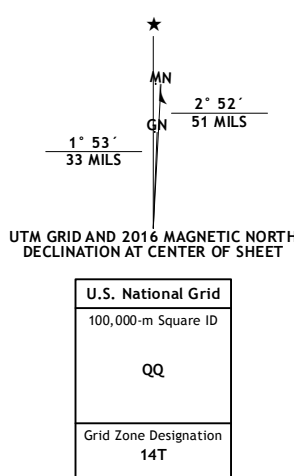 ★
MN
GN
2° 52´
51 MILS
1° 53´
33 MILS
UTM GRID AND 2016 MAGNETIC NORTH
DECLINATION AT CENTER OF SHEET
U.S. National Grid
100,000-m Square ID
QQ
Grid Zone Designation
14T